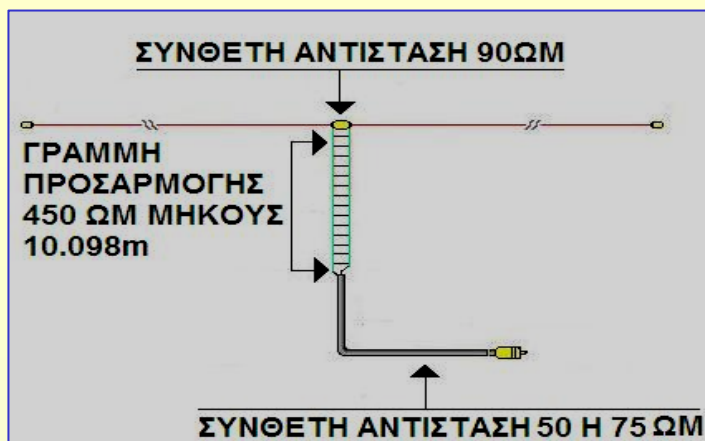 ΣΥΝΘΕΤΗ ΑΝΤΙΣΤΑΣΗ 90ΩΜ
ΓΡΑΜΜΗ
ΠΡΟΣΑΡΜΟΓΗΣ
450 ΩΜ ΜΗΚΟΥΣ
10.098m
ΣΥΝΘΕΤΗ ΑΝΤΙΣΤΑΣΗ 50 Η 75 ΩΜ